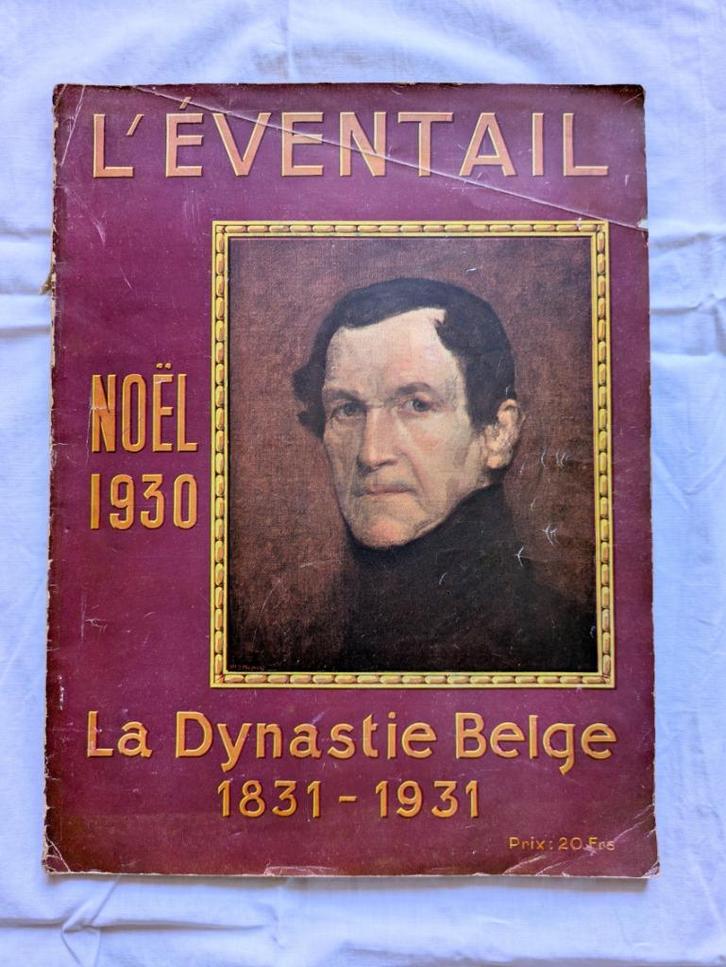 L'ÉVENTAIL
NOËL
1930
La Dynastie Belge
1831 - 1931
Prix : 20 Frs